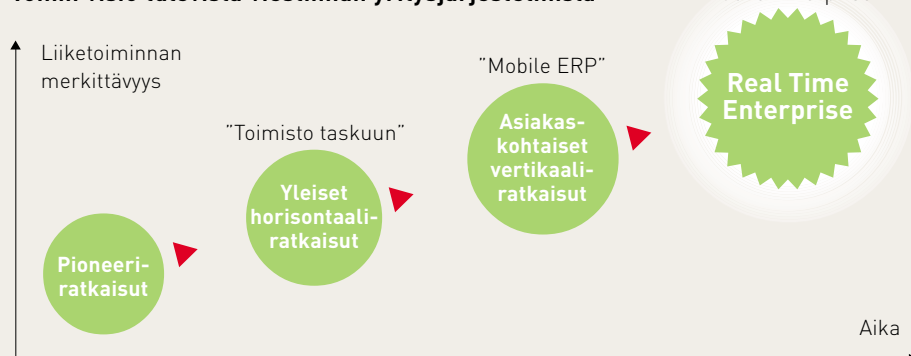 Liiketoiminnan
merkittävyys
”Mobile ERP”
Real Time
Enterprise
”Toimisto taskuun”
Asiakas-
kohtaiset
vertikaali-
ratkaisut
Yleiset
horisontaali-
ratkaisut
Pioneeri-
ratkaisut
Aika